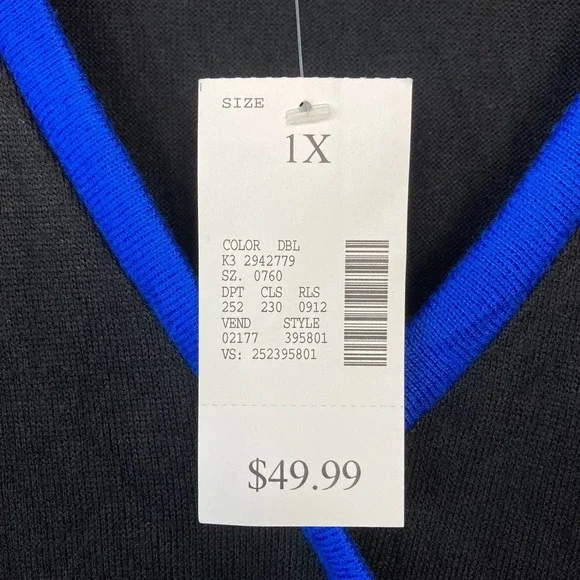 SIZE
1X
COLOR DBL
K3 2942779
SZ. 0760
DPT CLS RLS
252 230 0912
VEND STYLE
02177 395801
VS: 252395801
$49.99